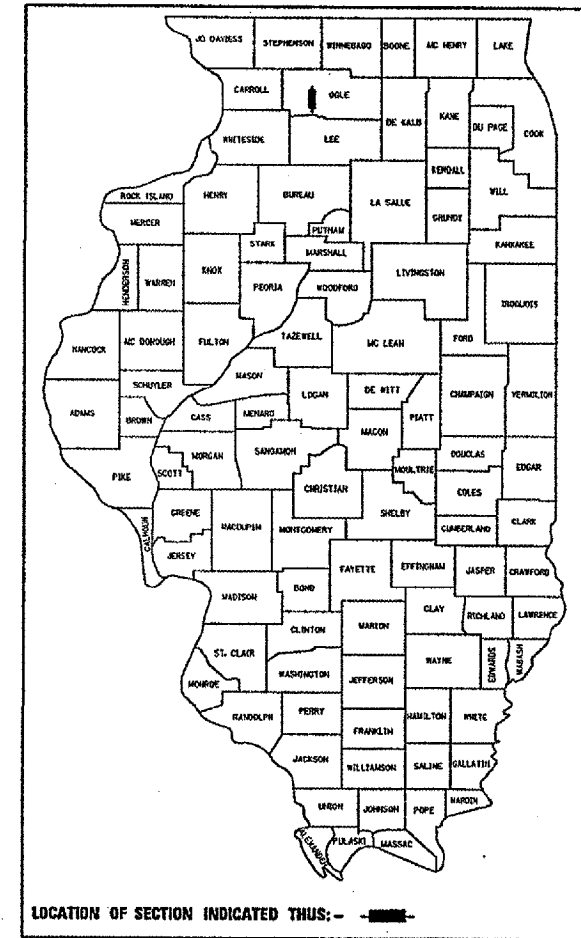 JO DAVIESS STEPHENSON WINNEBAGO BOONE MC HENRY LAKE
CARROLL OGLE
DE KALB KANE DU PAGE COOK
WHITESIDE LEE
KENDALL WILL
ROCK ISLAND HENRY BUREAU LA SALLE GRUNDY
MERCER PUTNAM
STARK MARSHALL KANKAKEE
HENDERSON WARREN KNOX PEORIA WOODFORD LIVINGSTON IROQUOIS
HANCOCK MC DONOUGH FULTON TAZEWELL MC LEAN FORD
MASON
SCHUYLER LOGAN DE WITT CHAMPAIGN VERMILION
ADAMS BROWN CASS MENARD PIATT
MACON
MORGAN SANGAMON DOUGLAS
PIKE SCOTT MOULTRIE EDGAR
CHRISTIAN COLES
GREENE MACOUPIN MONTGOMERY SHELBY
CALHOUN CUMBERLAND CLARK
JERSEY
FAYETTE EFFINGHAM JASPER CRAWFORD
MADISON BOND
CLAY RICHLAND LAWRENCE
CLINTON MARION
ST. CLAIR WAYNE EDWARDS WABASH
MONROE WASHINGTON JEFFERSON
RANDOLPH PERRY HAMILTON WHITE
FRANKLIN
JACKSON WILLIAMSON SALINE GALLATIN
UNION JOHNSON POPE HARDIN
ALEXANDER PULASKI MASSAC
LOCATION OF SECTION INDICATED THUS:-